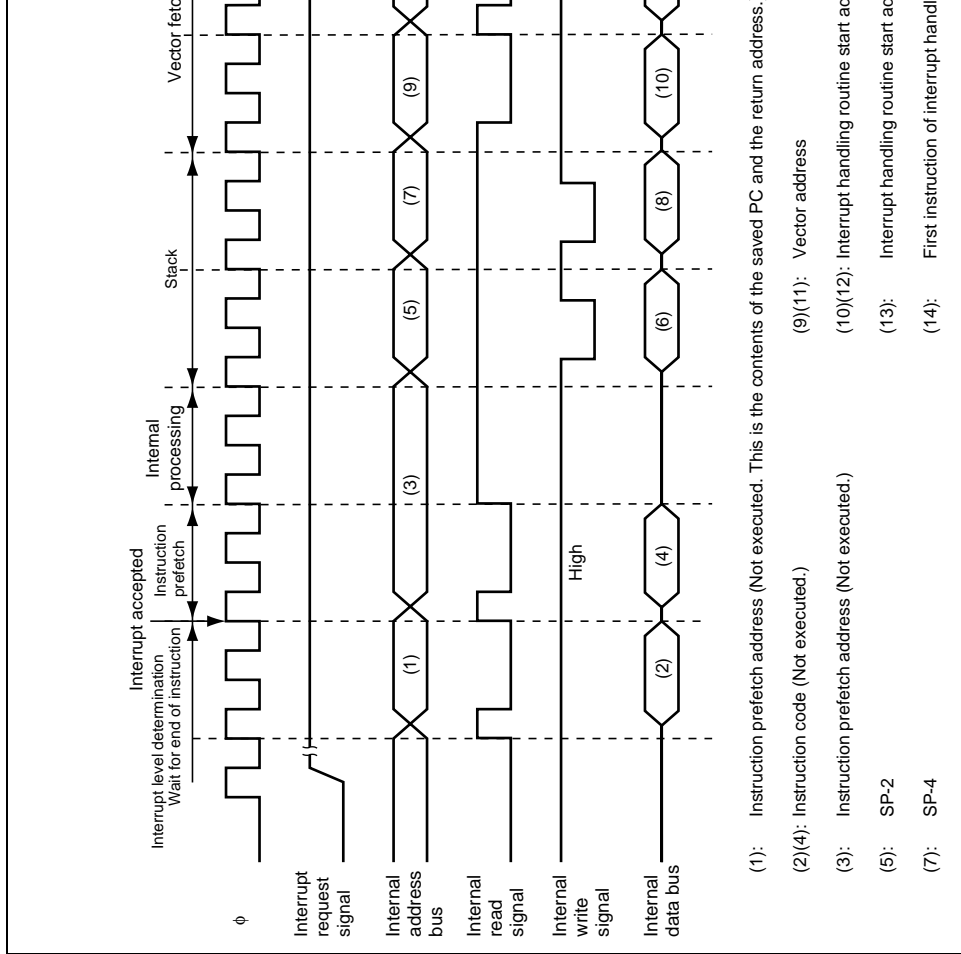 Interrupt accepted
Interrupt level determination
Wait for end of instruction
Instruction
prefetch
Internal
processing
Stack
Vector
φ
Interrupt
request
signal
Internal
address
bus
(1)
(3)
(5)
(7)
(9)
Internal
read
signal
Internal
write
signal
High
Internal
data bus
(2)
(4)
(6)
(8)
(10)
(1): Instruction prefetch address (Not executed. This is the contents of the saved PC and the return address.
(2)(4): Instruction code (Not executed.)
(3): Instruction prefetch address (Not executed.)
(5): SP-2
(7): SP-4
(9)(11): Vector address
(10)(12): Interrupt handling routine start
(13): Interrupt handling routine start
(14): First instruction of interrupt